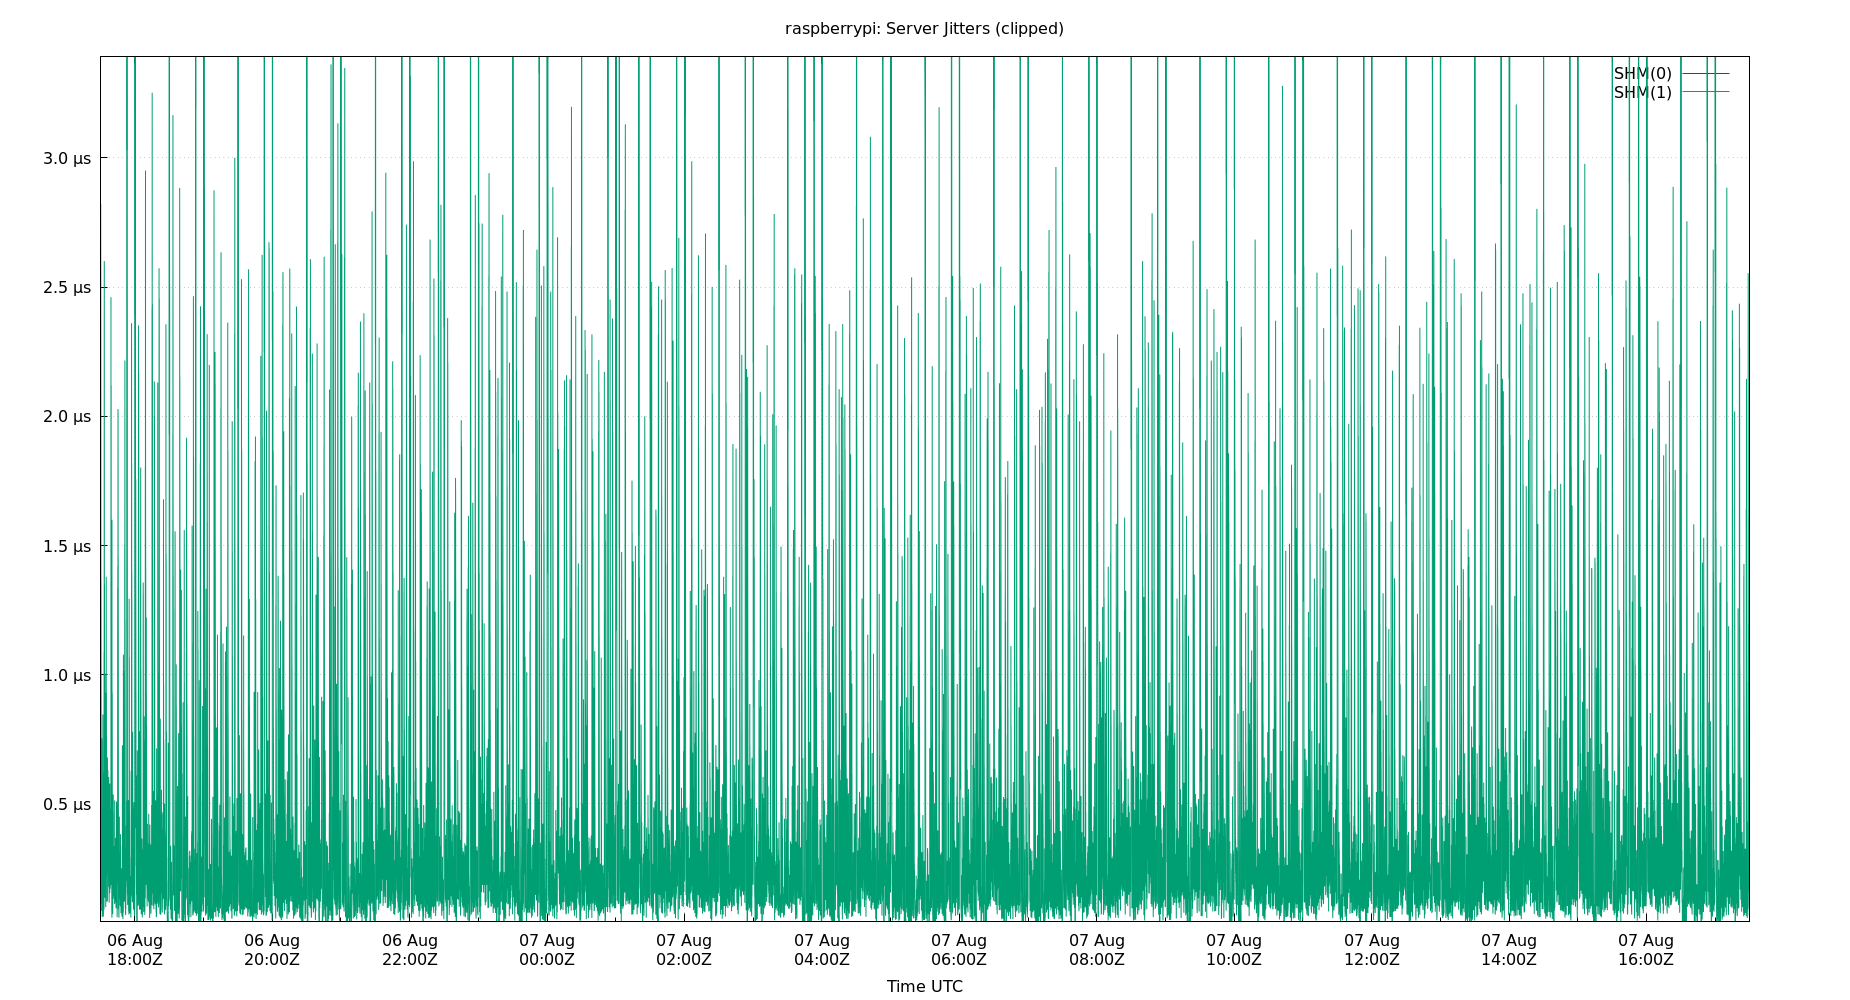 raspberrypi: Server Jitters (clipped)
SHM(0)
SHM(1)
3.0 µs
2.5 µs
2.0 µs
1.5 µs
1.0 µs
0.5 µs
06 Aug 06 Aug 06 Aug 07 Aug 07 Aug 07 Aug 07 Aug 07 Aug 07 Aug 07 Aug 07 Aug 07 Aug
18:00Z 20:00Z 22:00Z 00:00Z 02:00Z 04:00Z 06:00Z 08:00Z 10:00Z 12:00Z 14:00Z 16:00Z
Time UTC